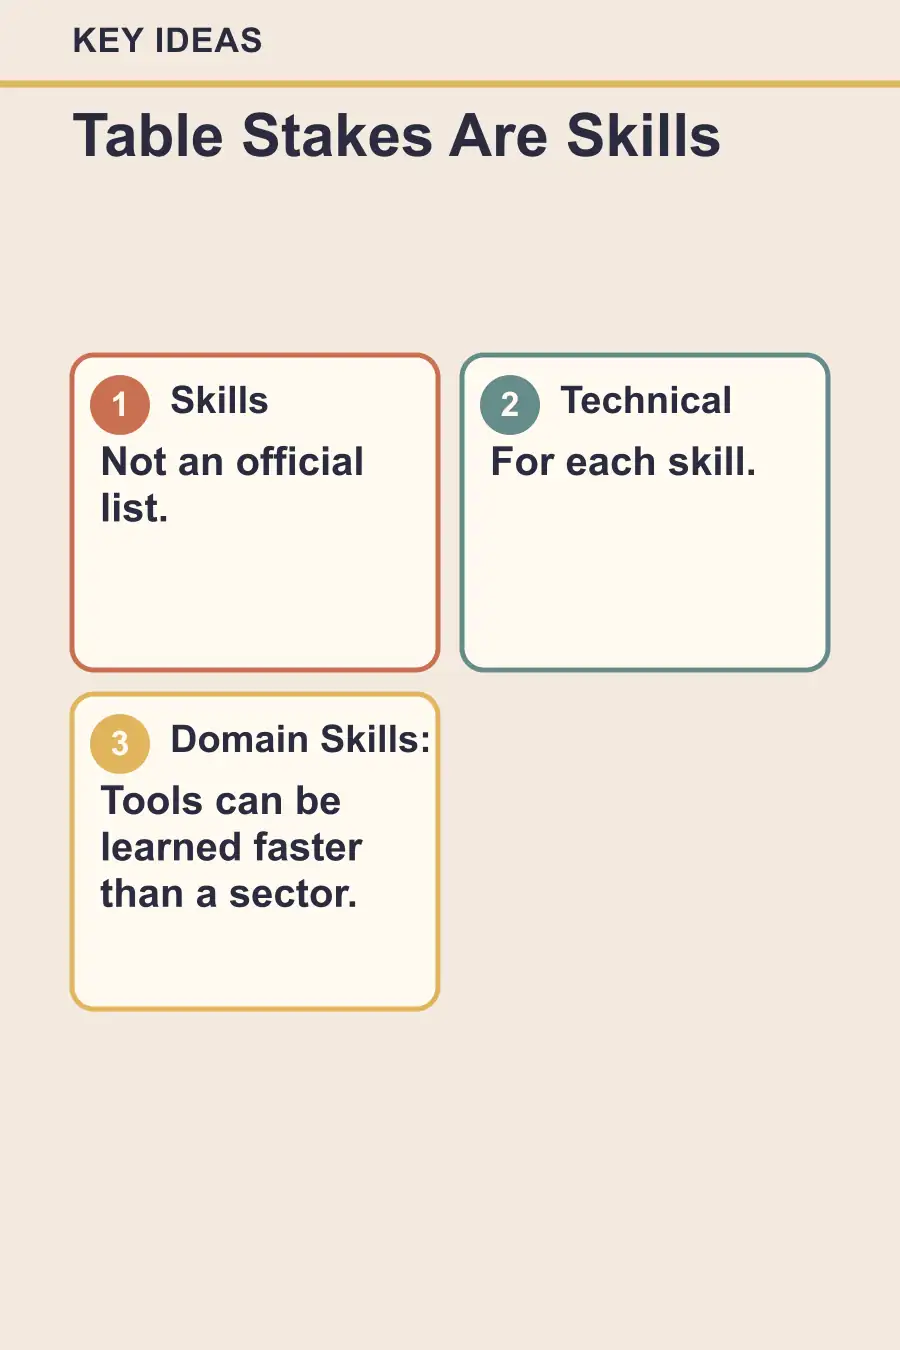 KEY IDEAS
Table Stakes Are Skills
1 Skills
Not an official
list.
2 Technical
For each skill.
3 Domain Skills:
Tools can be
learned faster
than a sector.